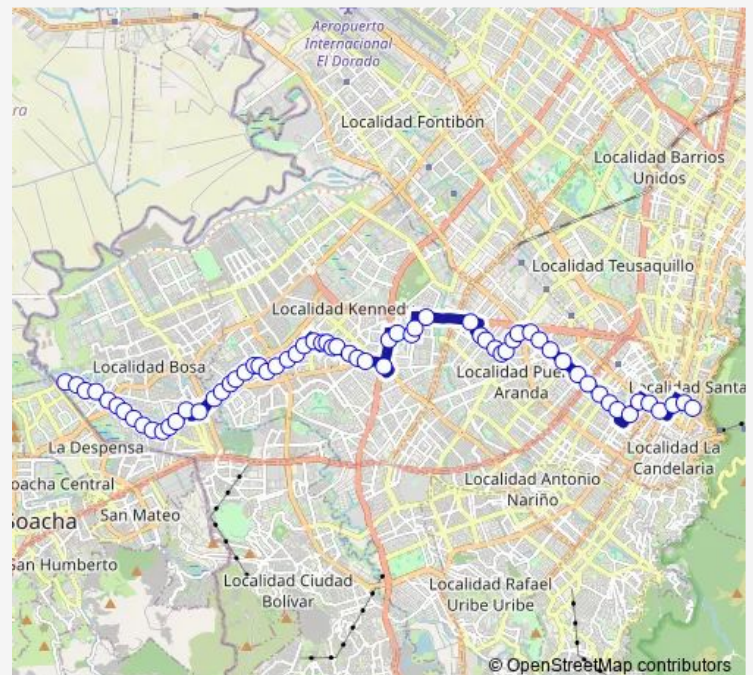 Aeropuerto
Internacional
El Dorado
ra
Localidad Fontibón
Localidad Barrios
Unidos
Localidad Teusaquillo
Localidad Kenned
Localidad Bosa
Localidad Pue
Aranda
Localidad Santa
La Despensa
Localidad La
Candelaria
oacha Central
Localidad Antonio
Nariño
San Mateo
Soacha
San Humberto
Localidad Ciudad
Bolívar
Localidad Rafael
Uribe Uribe
© OpenStreetMap contributors